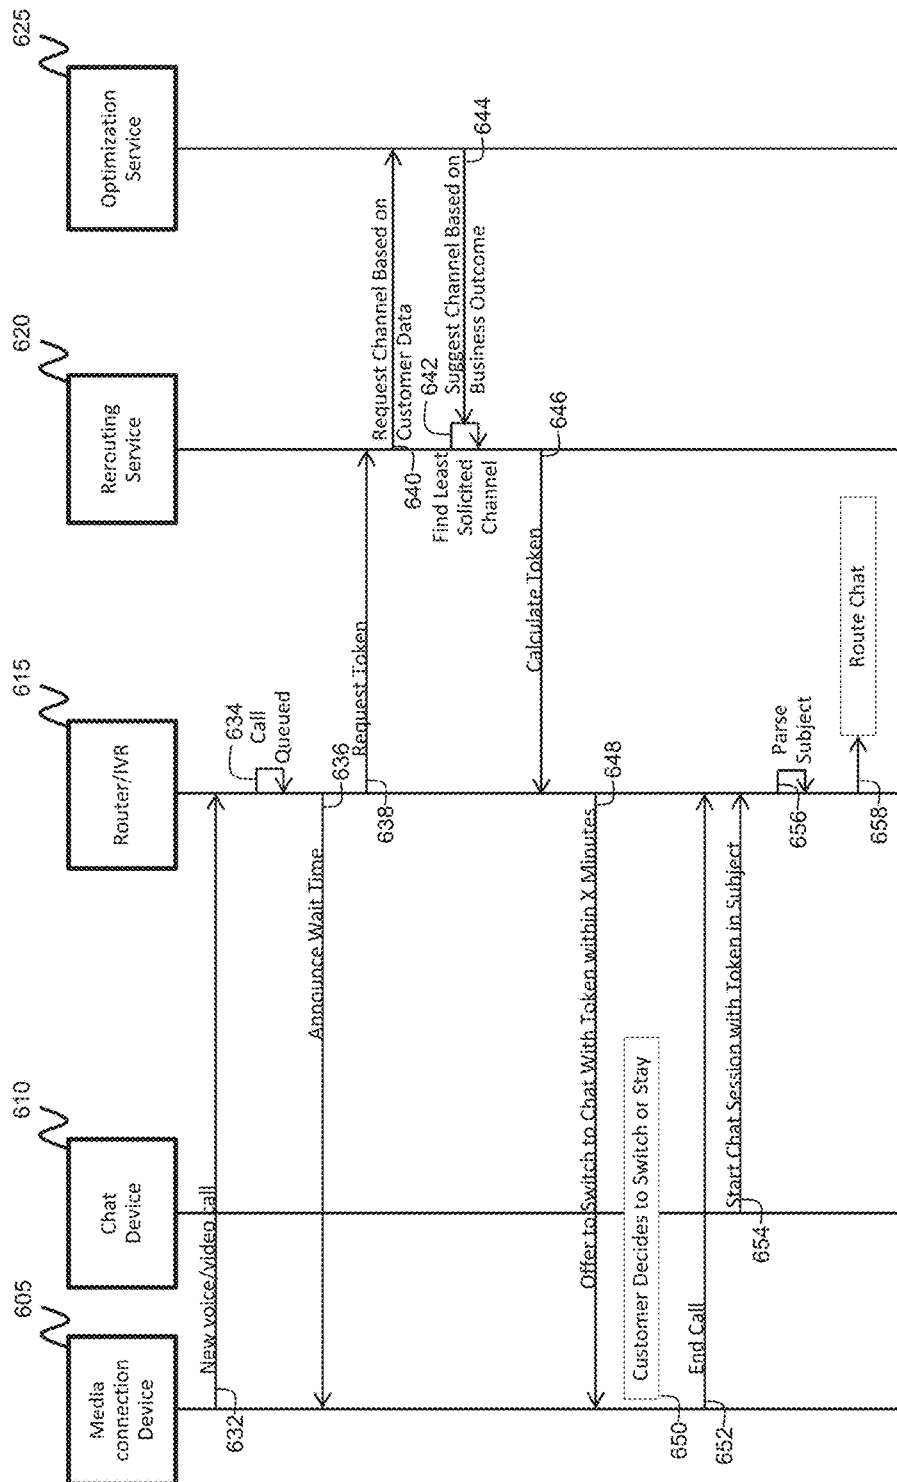 605
610
615
620
625
Media
connection
Device
Chat
Device
Router/IVR
Rerouting
Service
Optimization
Service
New voice/video call
632
634
Call
Queued
Announce Wait Time
636
Request Token
638
Request Channel Based on
Customer Data
640
642
Find Least
Solicited
Channel
Suggest Channel Based on
Business Outcome
644
Calculate Token
646
Offer to Switch to Chat With Token within X Minutes
648
Customer Decides to Switch or Stay
650
End Call
652
Start Chat Session with Token in Subject
654
Parse
Subject
656
Route Chat
658